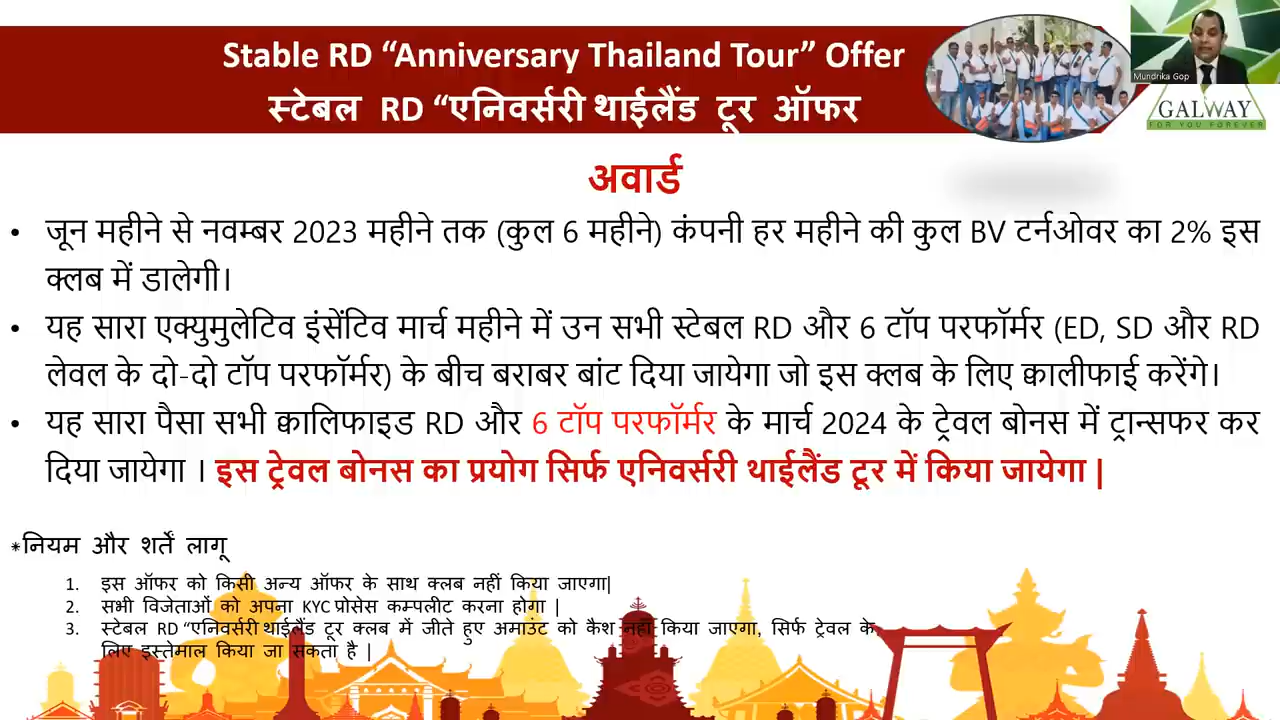 Stable RD “Anniversary Thailand Tour” Offer
स्टेबल RD “एनिवर्सरी थाईलैंड टूर ऑफर
Mundrika Gop
GALWAY
FOR YOU FOREVER
अवार्ड
• जून महीने से नवम्बर 2023 महीने तक (कुल 6 महीने) कंपनी हर महीने की कुल BV टर्नओवर का 2% इस
क्लब में डालेगी।
• यह सारा एक्युमुलेटिव इंसेंटिव मार्च महीने में उन सभी स्टेबल RD और 6 टॉप परफॉर्मर (ED, SD और RD
लेवल के दो-दो टॉप परफॉर्मर) के बीच बराबर बांट दिया जायेगा जो इस क्लब के लिए क्वालीफाई करेंगे।
• यह सारा पैसा सभी क्वालिफाइड RD और 6 टॉप परफॉर्मर के मार्च 2024 के ट्रेवल बोनस में ट्रान्सफर कर
दिया जायेगा । इस ट्रेवल बोनस का प्रयोग सिर्फ एनिवर्सरी थाईलैंड टूर में किया जायेगा |
*नियम और शर्तें लागू
1. इस ऑफर को किसी अन्य ऑफर के साथ क्लब नहीं किया जाएगा|
2. सभी विजेताओं को अपना KYC प्रोसेस कम्पलीट करना होगा |
3. स्टेबल RD “एनिवर्सरी थाईलैंड टूर क्लब में जीते हुए अमाउंट को कैश नहीं किया जाएगा, सिर्फ ट्रेवल के
लिए इस्तेमाल किया जा सकता है |